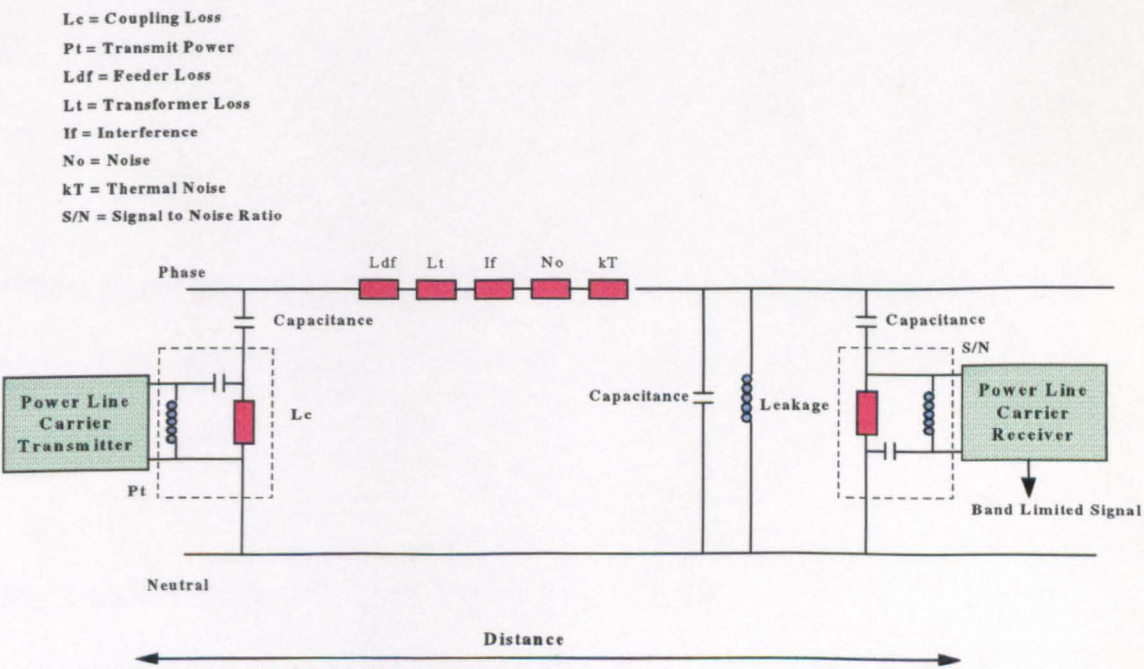 Lc = Coupling Loss
Pt = Transmit Power
Ldf = Feeder Loss
Lt = Transformer Loss
If = Interference
No = Noise
kT = Thermal Noise
S/N = Signal to Noise Ratio
Phase
Ldf
Lt
If
No
kT
Capacitance
Capacitance
S/N
Power Line
Carrier
Transmitter
Lc
Pt
Capacitance
Leakage
Power Line
Carrier
Receiver
Band Limited Signal
Neutral
Distance